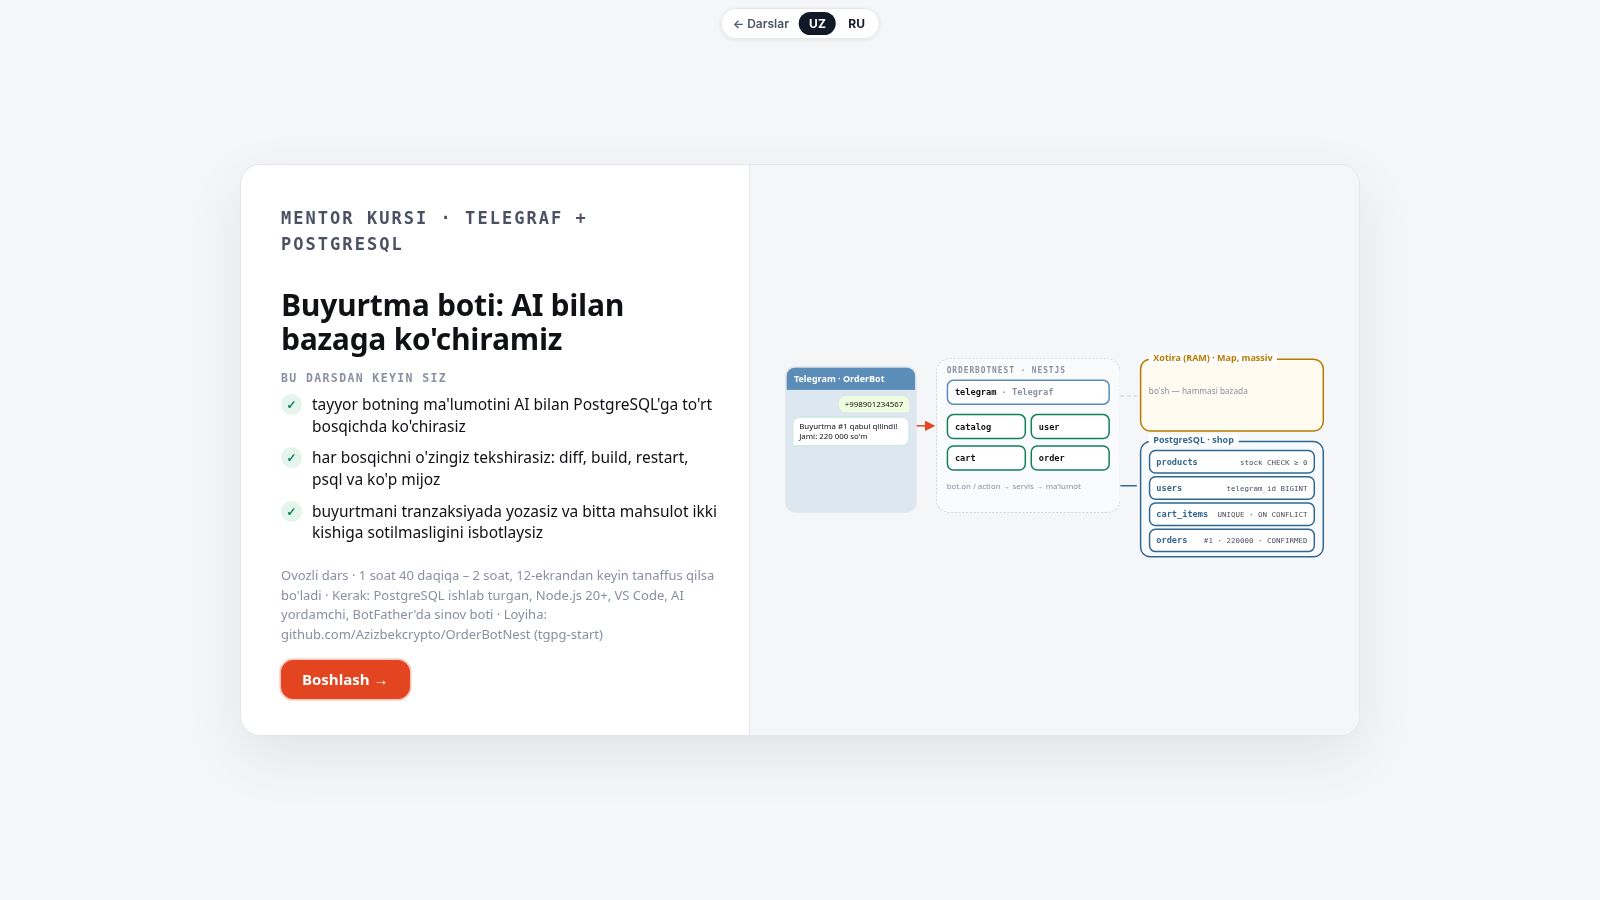 ← Darslar UZ RU
MENTOR KURSI · TELEGRAF +
POSTGRESQL
Buyurtma boti: AI bilan
bazaga ko'chiramiz
BU DARSDAN KEYIN SIZ
✓ tayyor botning ma'lumotini AI bilan PostgreSQL'ga to'rt
bosqichda ko'chirasiz
✓ har bosqichni o'zingiz tekshirasiz: diff, build, restart,
psql va ko'p mijoz
✓ buyurtmani tranzaksiyada yozasiz va bitta mahsulot ikki
kishiga sotilmasligini isbotlaysiz
Ovozli dars · 1 soat 40 daqiqa – 2 soat, 12-ekrandan keyin tanaffus qilsa
bo'ladi · Kerak: PostgreSQL ishlab turgan, Node.js 20+, VS Code, AI
yordamchi, BotFather'da sinov boti · Loyiha:
github.com/Azizbekcrypto/OrderBotNest (tgpg-start)
Boshlash →
Telegram · OrderBot
+998901234567
Buyurtma #1 qabul qilindi!
Jami: 220 000 so'm
ORDERBOTNEST · NESTJS
telegram · Telegraf
catalog user
cart order
bot.on / action → servis → ma'lumot
Xotira (RAM) · Map, massiv
bo'sh — hammasi bazada
PostgreSQL · shop
products stock CHECK ≥ 0
users telegram_id BIGINT
cart_items UNIQUE · ON CONFLICT
orders #1 · 220000 · CONFIRMED